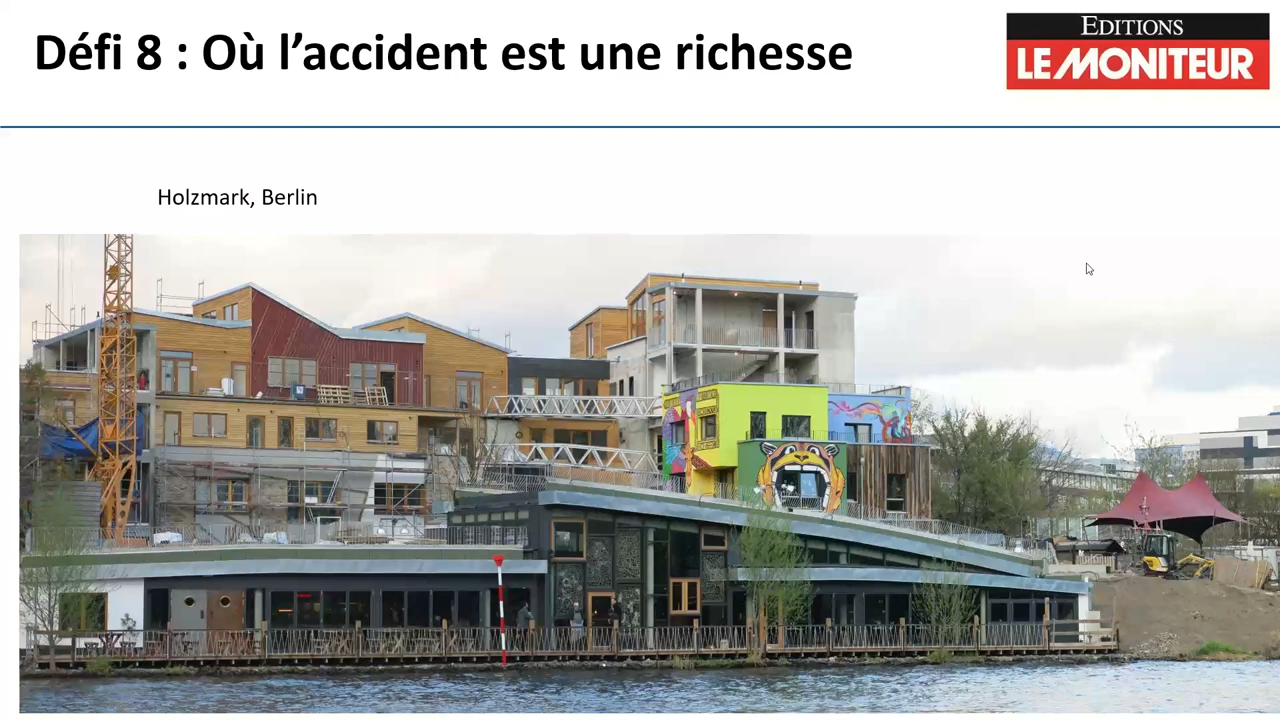 Défi 8 : Où l’accident est une richesse
EDITIONS
LE MONITEUR
Holzmark, Berlin